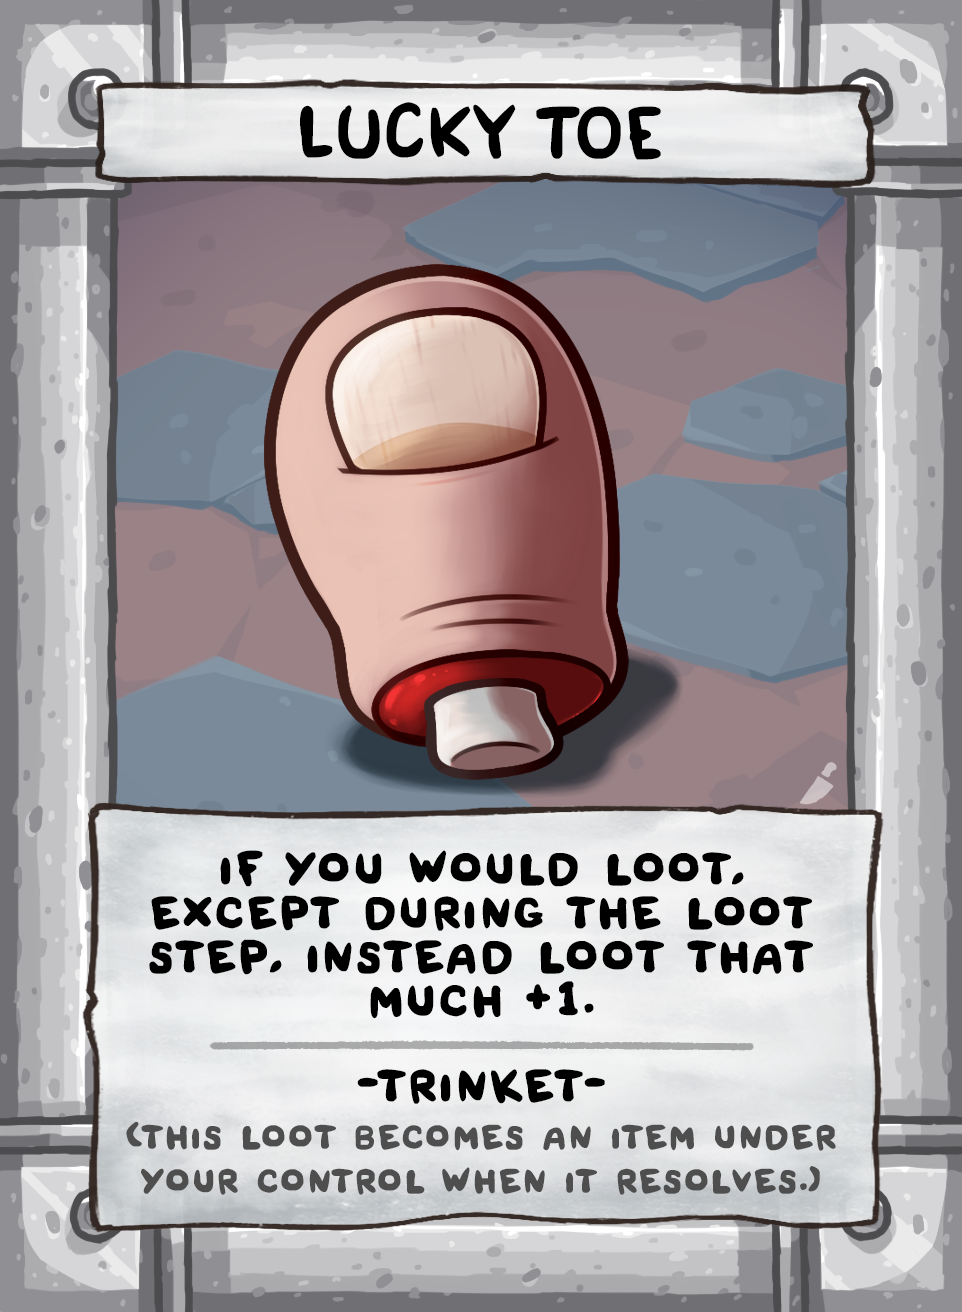 LUCKY TOE
IF YOU WOULD LOOT,
EXCEPT DURING THE LOOT
STEP, INSTEAD LOOT THAT
MUCH +1.
-TRINKET-
(THIS LOOT BECOMES AN ITEM UNDER
YOUR CONTROL WHEN IT RESOLVES.)